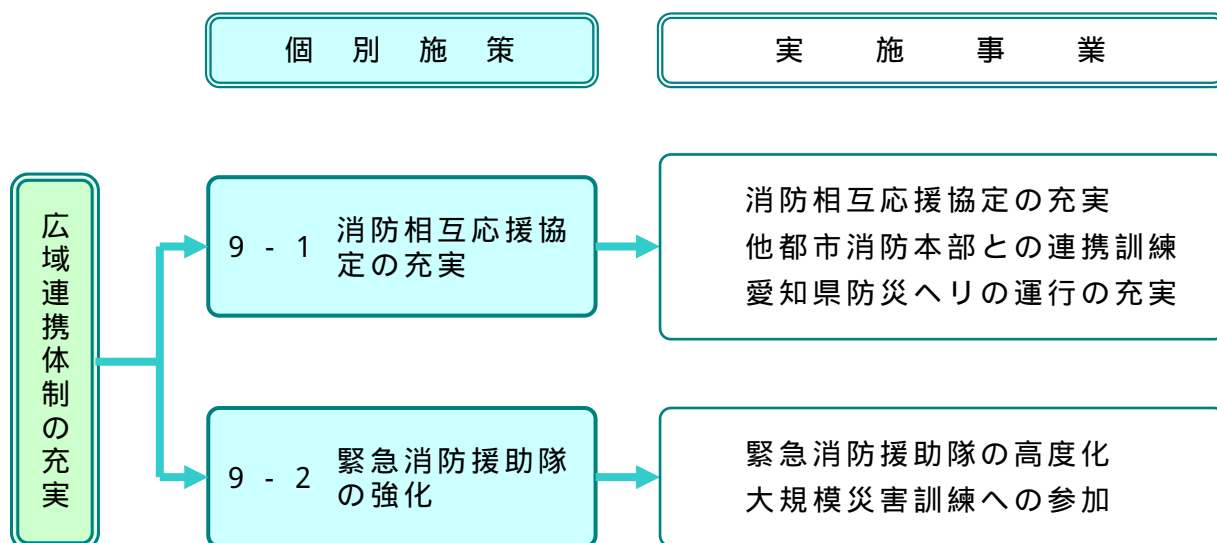 個別施策
実施事業
広域連携体制の充実
9-1 消防相互応援協
定の充実
消防相互応援協定の充実
他都市消防本部との連携訓練
愛知県防災ヘリの運行の充実
9-2 緊急消防援助隊
の強化
緊急消防援助隊の高度化
大規模災害訓練への参加